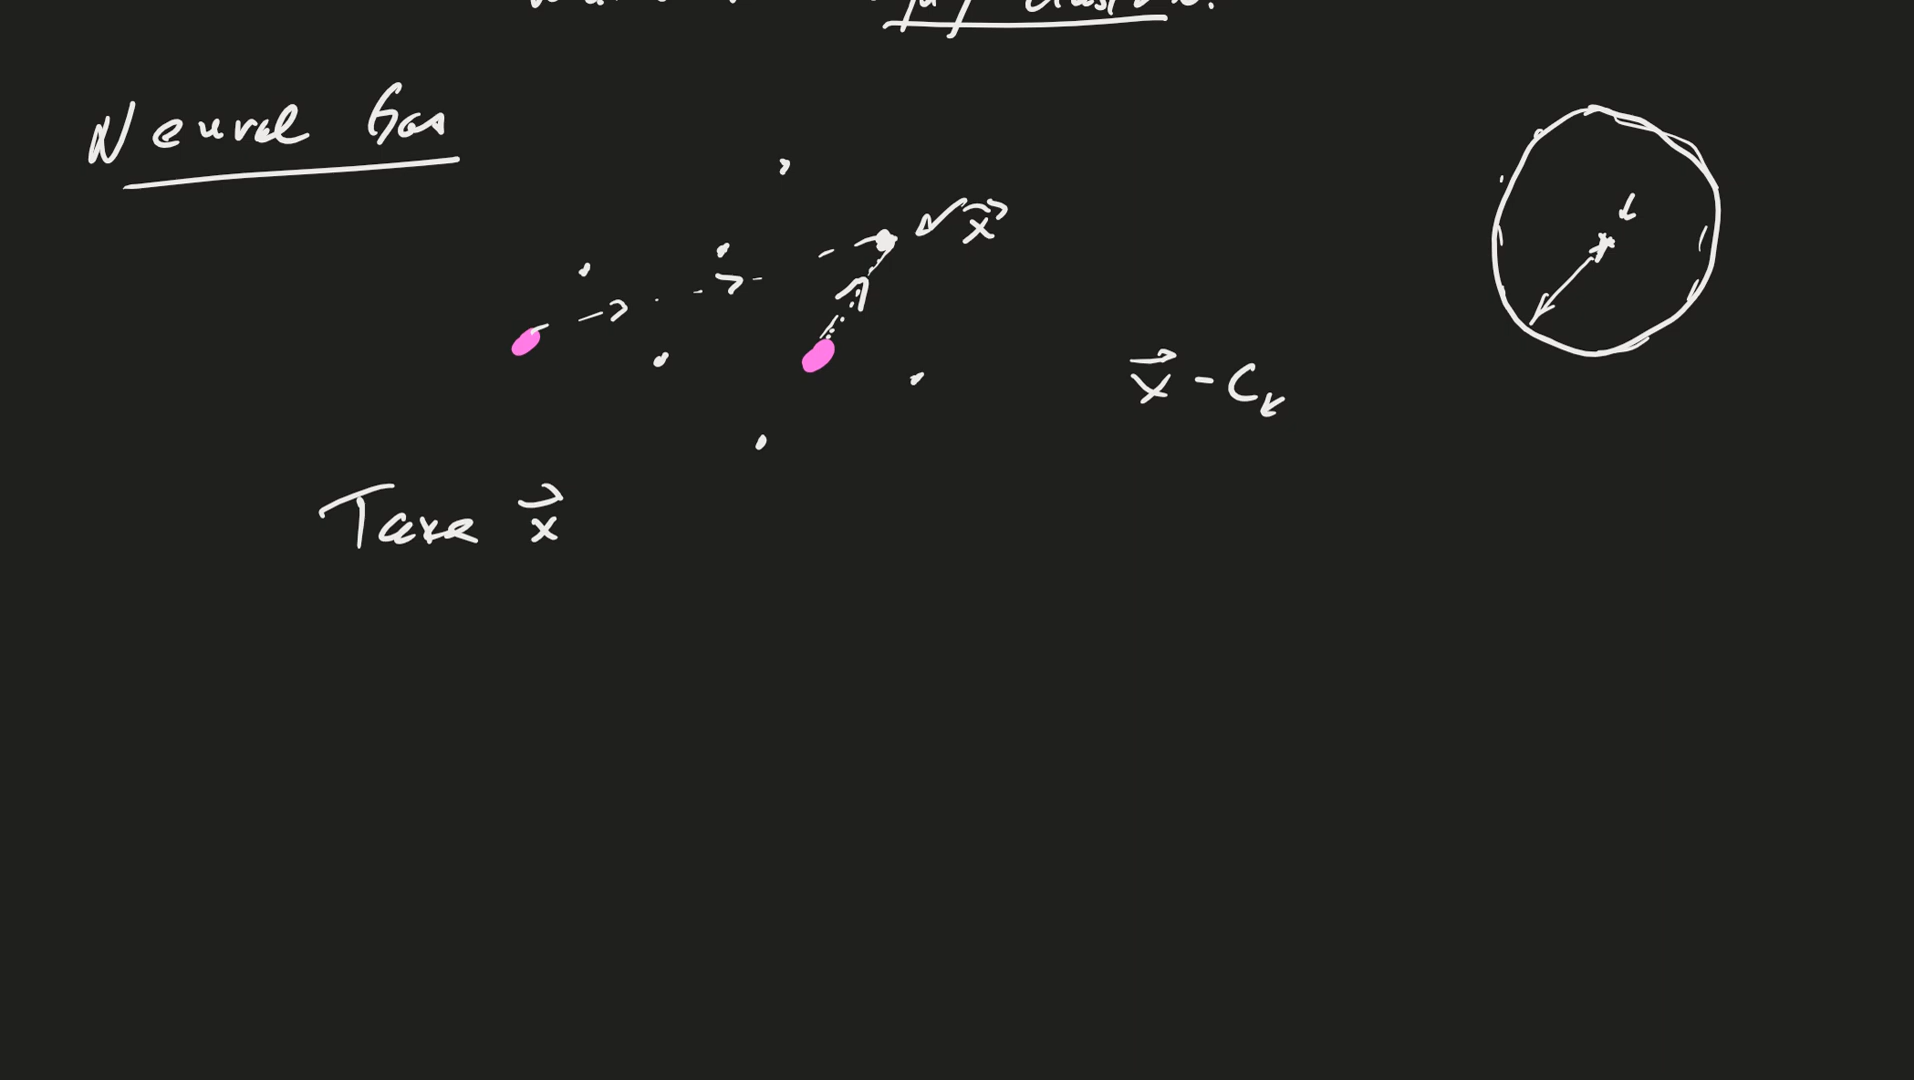 Neural Gas
x⃗
x⃗ - C_k
Take x⃗